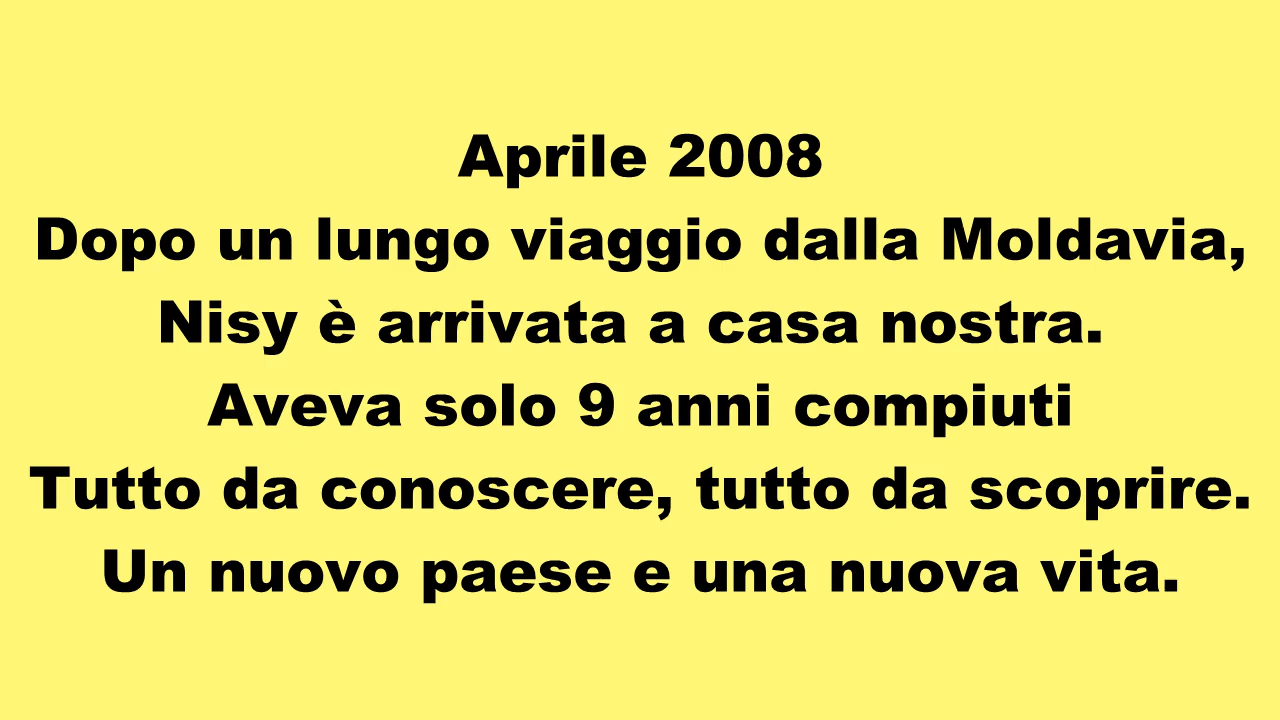 Aprile 2008
Dopo un lungo viaggio dalla Moldavia,
Nisy è arrivata a casa nostra.
Aveva solo 9 anni compiuti
Tutto da conoscere, tutto da scoprire.
Un nuovo paese e una nuova vita.